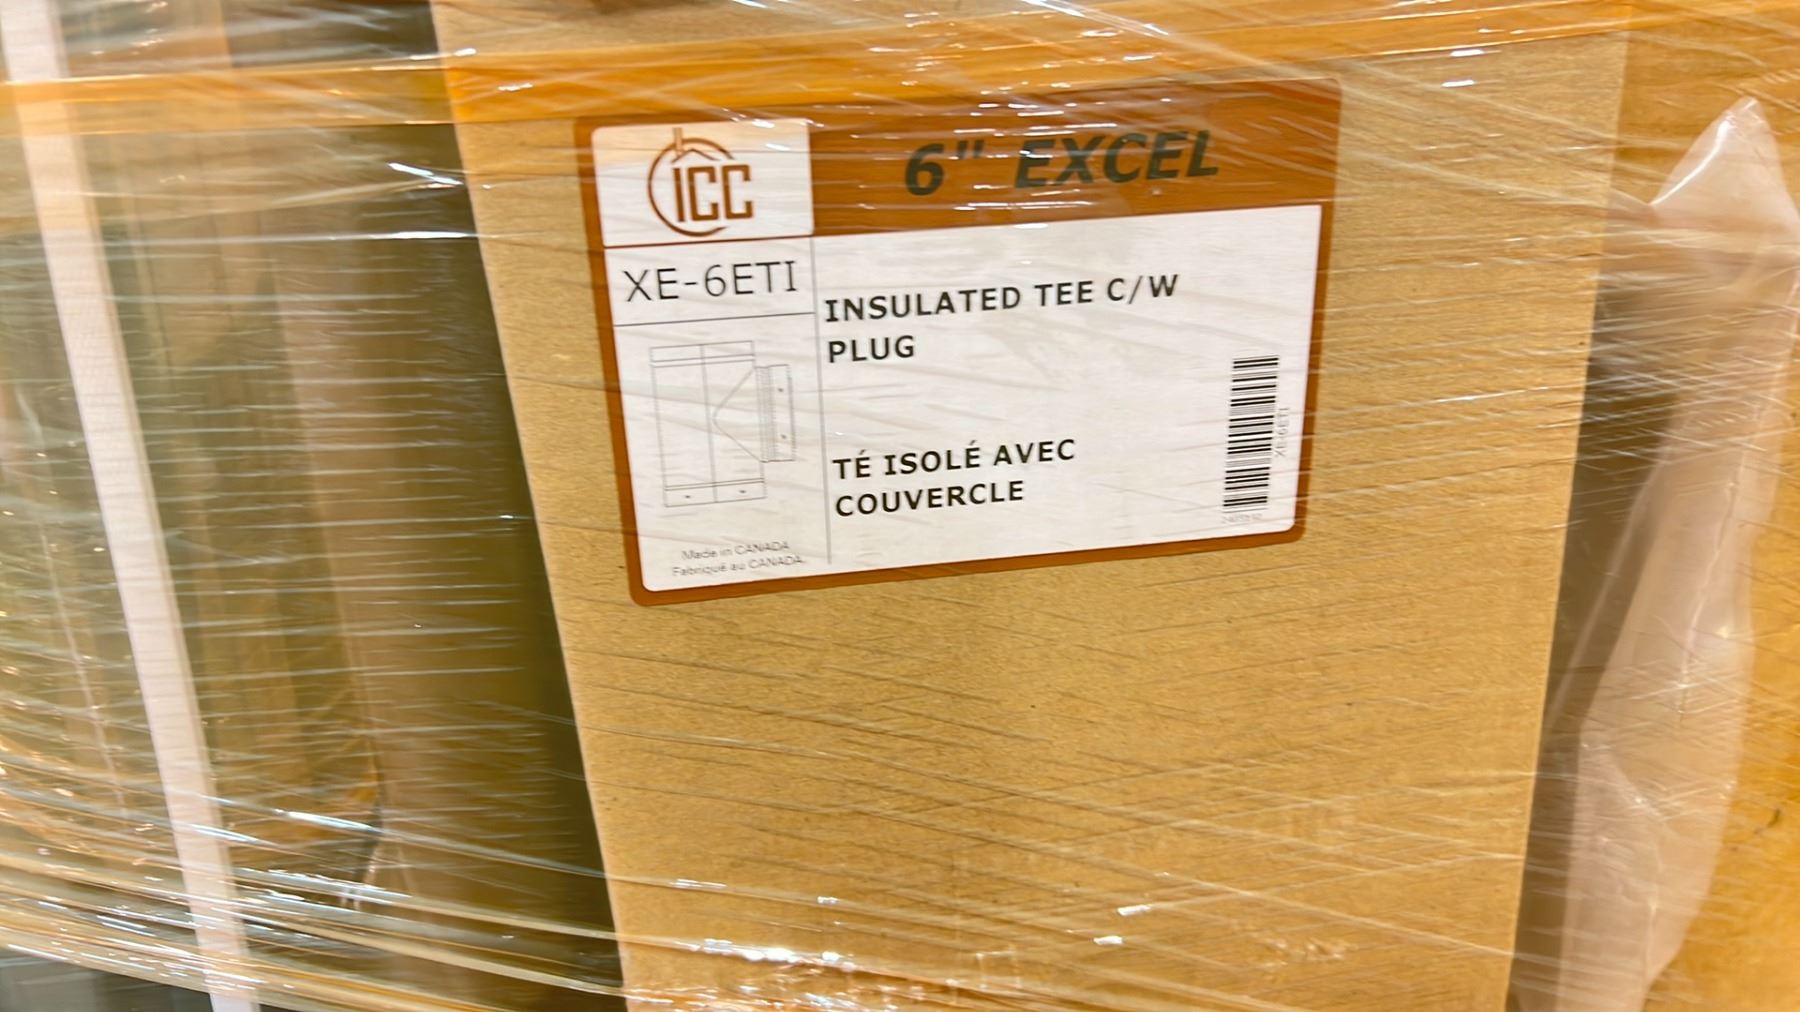 ICC
6" EXCEL
XE-6ETI
INSULATED TEE C/W
PLUG
TÉ ISOLÉ AVEC
COUVERCLE
XE-6ETI
Made in CANADA
Fabriqué au CANADA